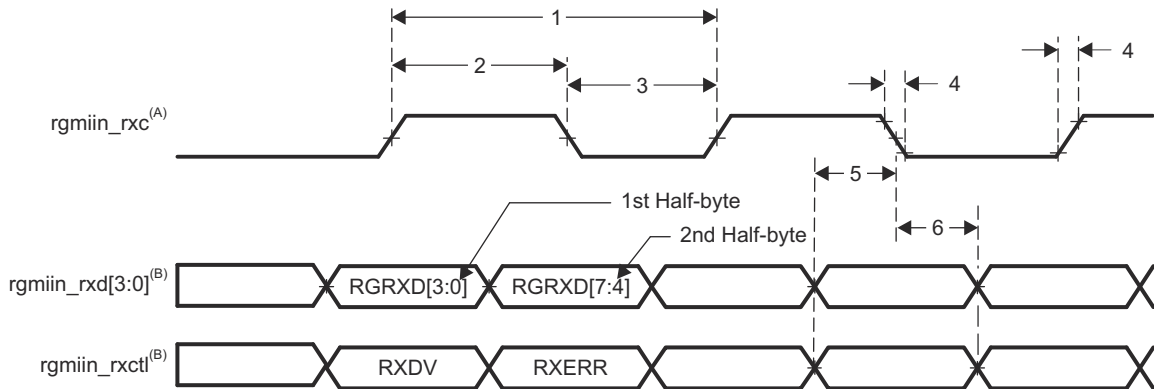 1
2
3
4
4
rgmiin_rxc(A)
5
1st Half-byte
6
2nd Half-byte
rgmiin_rxd[3:0](B)
RGRXD[3:0]
RGRXD[7:4]
rgmiin_rxctl(B)
RXDV
RXERR